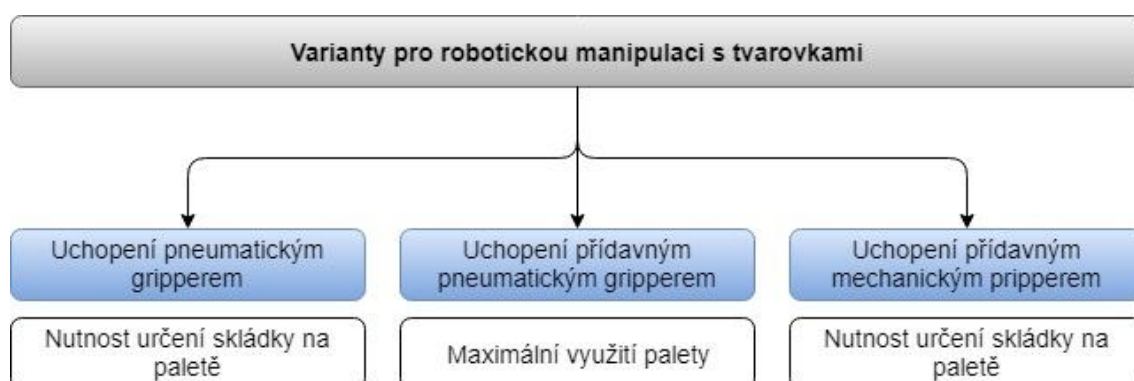 Varianty pro robotickou manipulaci s tvarovkami
Uchopení pneumatickým
gripperem
Uchopení přídavným
pneumatickým gripperem
Uchopení přídavným
mechanickým pripperem
Nutnost určení skládky na
paletě
Maximální využití palety
Nutnost určení skládky na
paletě